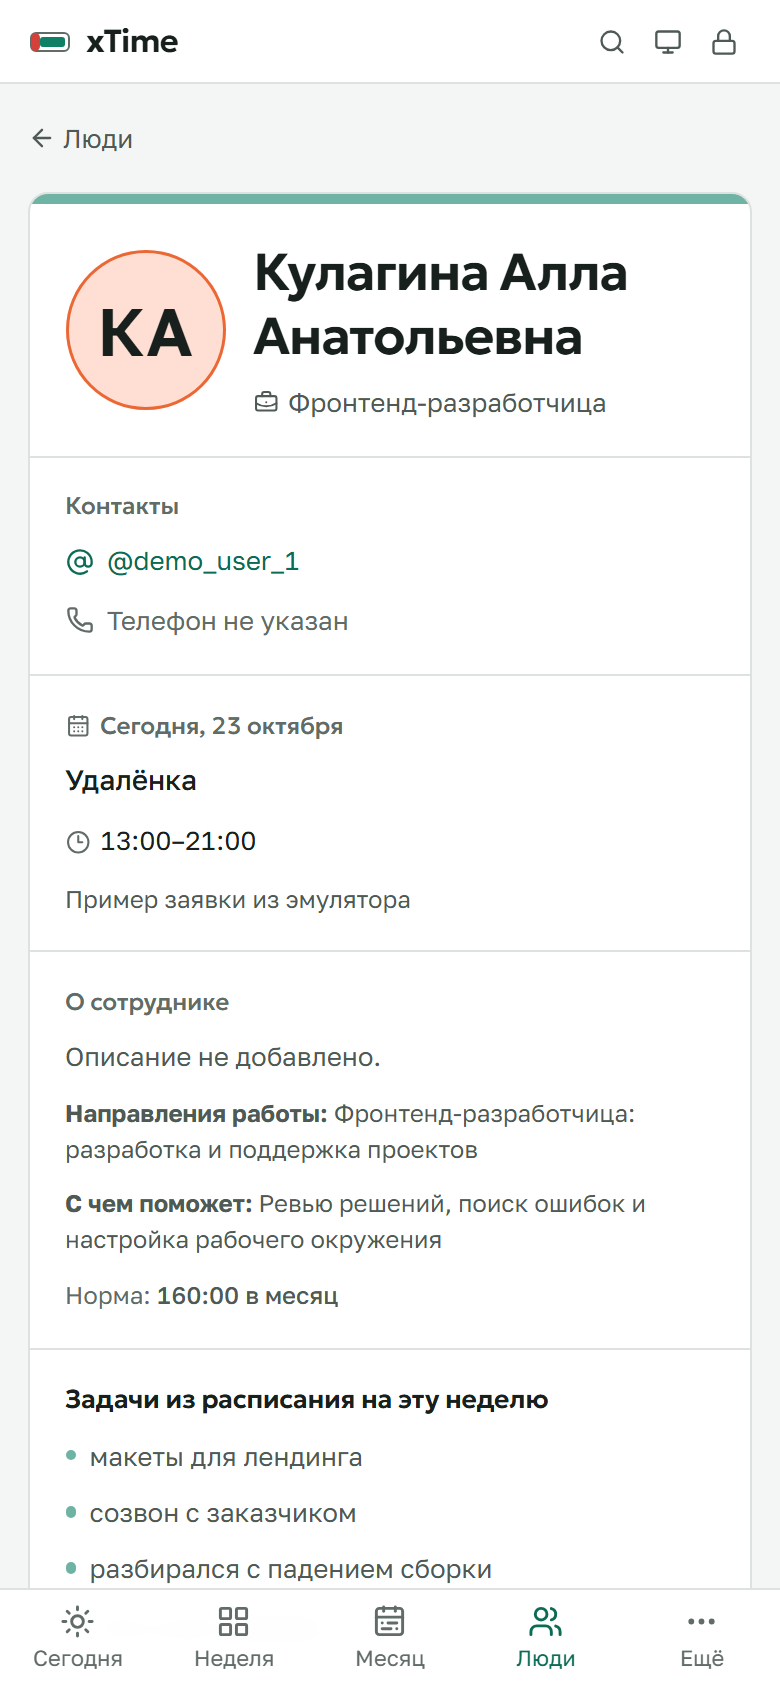 xTime
Люди
КА
Кулагина Алла
Анатольевна
Фронтенд-разработчица
Контакты
@demo_user_1
Телефон не указан
Сегодня, 23 октября
Удалёнка
13:00–21:00
Пример заявки из эмулятора
О сотруднике
Описание не добавлено.
Направления работы: Фронтенд-разработчица:
разработка и поддержка проектов
С чем поможет: Ревью решений, поиск ошибок и
настройка рабочего окружения
Норма: 160:00 в месяц
Задачи из расписания на эту неделю
макеты для лендинга
созвон с заказчиком
разбирался с падением сборки
Сегодня
Неделя
Месяц
Люди
Ещё